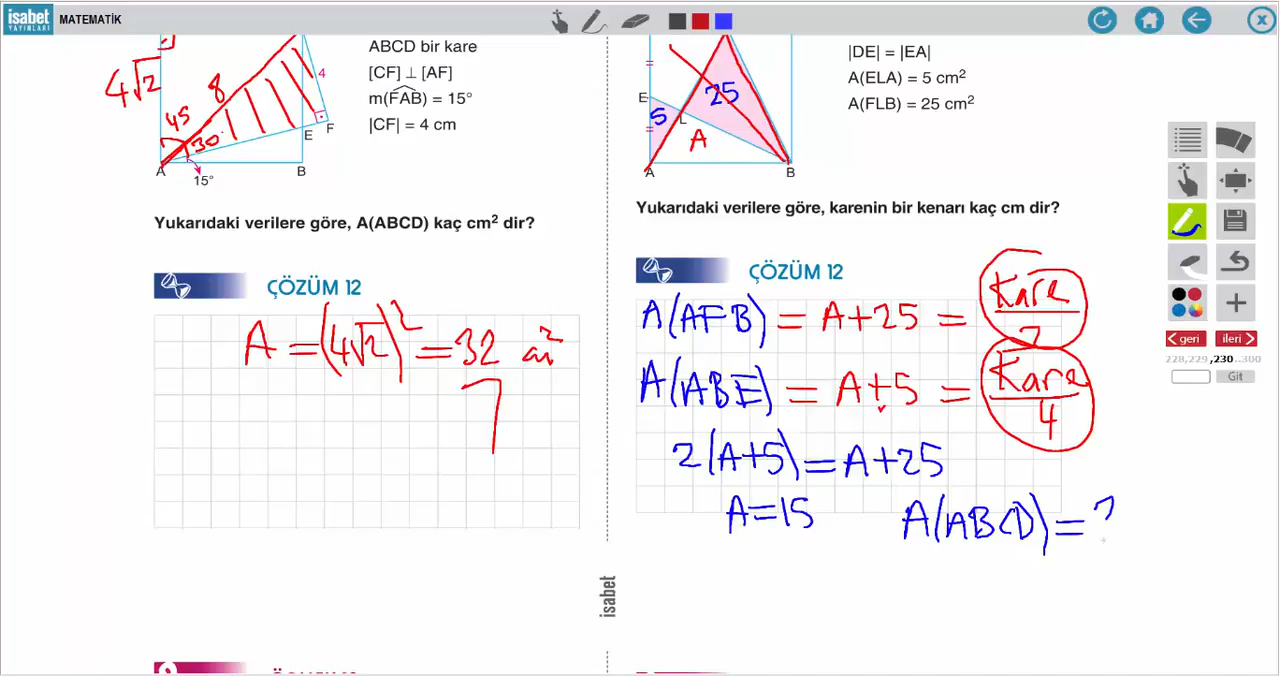 isabet
YAYINLARI
MATEMATİK
4√2
8
45
30
4
E
F
A
B
15°
ABCD bir kare
[CF] ⊥ [AF]
m(FAB) = 15°
|CF| = 4 cm
Yukarıdaki verilere göre, A(ABCD) kaç cm² dir?
ÇÖZÜM 12
A = (4√2)² = 32 cm²
E
5
25
L
A
A
B
|DE| = |EA|
A(ELA) = 5 cm²
A(FLB) = 25 cm²
Yukarıdaki verilere göre, karenin bir kenarı kaç cm dir?
ÇÖZÜM 12
A(AFB) = A+25 = Kare/2
A(ABE) = A+5 = Kare/4
2(A+5) = A+25
A=15
A(ABCD) = ?
isabet
geri
ileri
228,229,230...300
Git